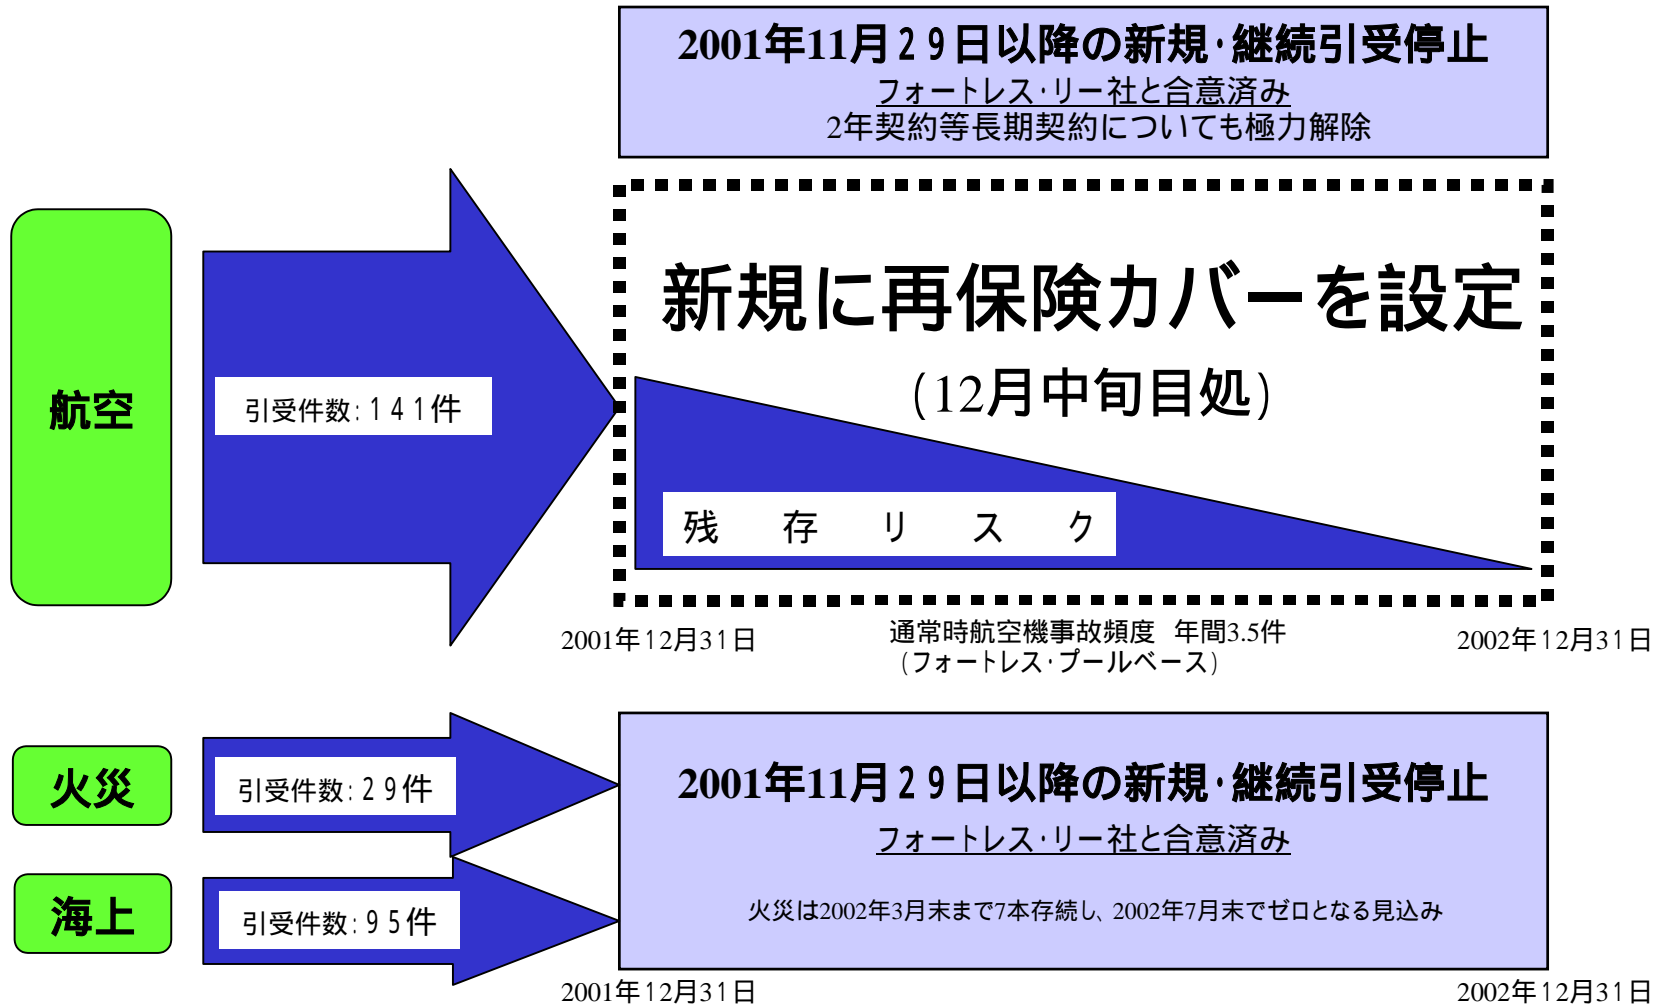 2001年11月29日以降の新規・継続引受停止
フォートレス・リー社と合意済み
2年契約等長期契約についても極力解除
航空
引受件数:141件
新規に再保険カバーを設定
(12月中旬目処)
残存リスク
2001年12月31日
通常時航空機事故頻度 年間3.5件
(フォートレス・プールベース)
2002年12月31日
火災
引受件数:29件
海上
引受件数:95件
2001年11月29日以降の新規・継続引受停止
フォートレス・リー社と合意済み
火災は2002年3月末まで7本存続し、2002年7月末でゼロとなる見込み
2001年12月31日
2002年12月31日